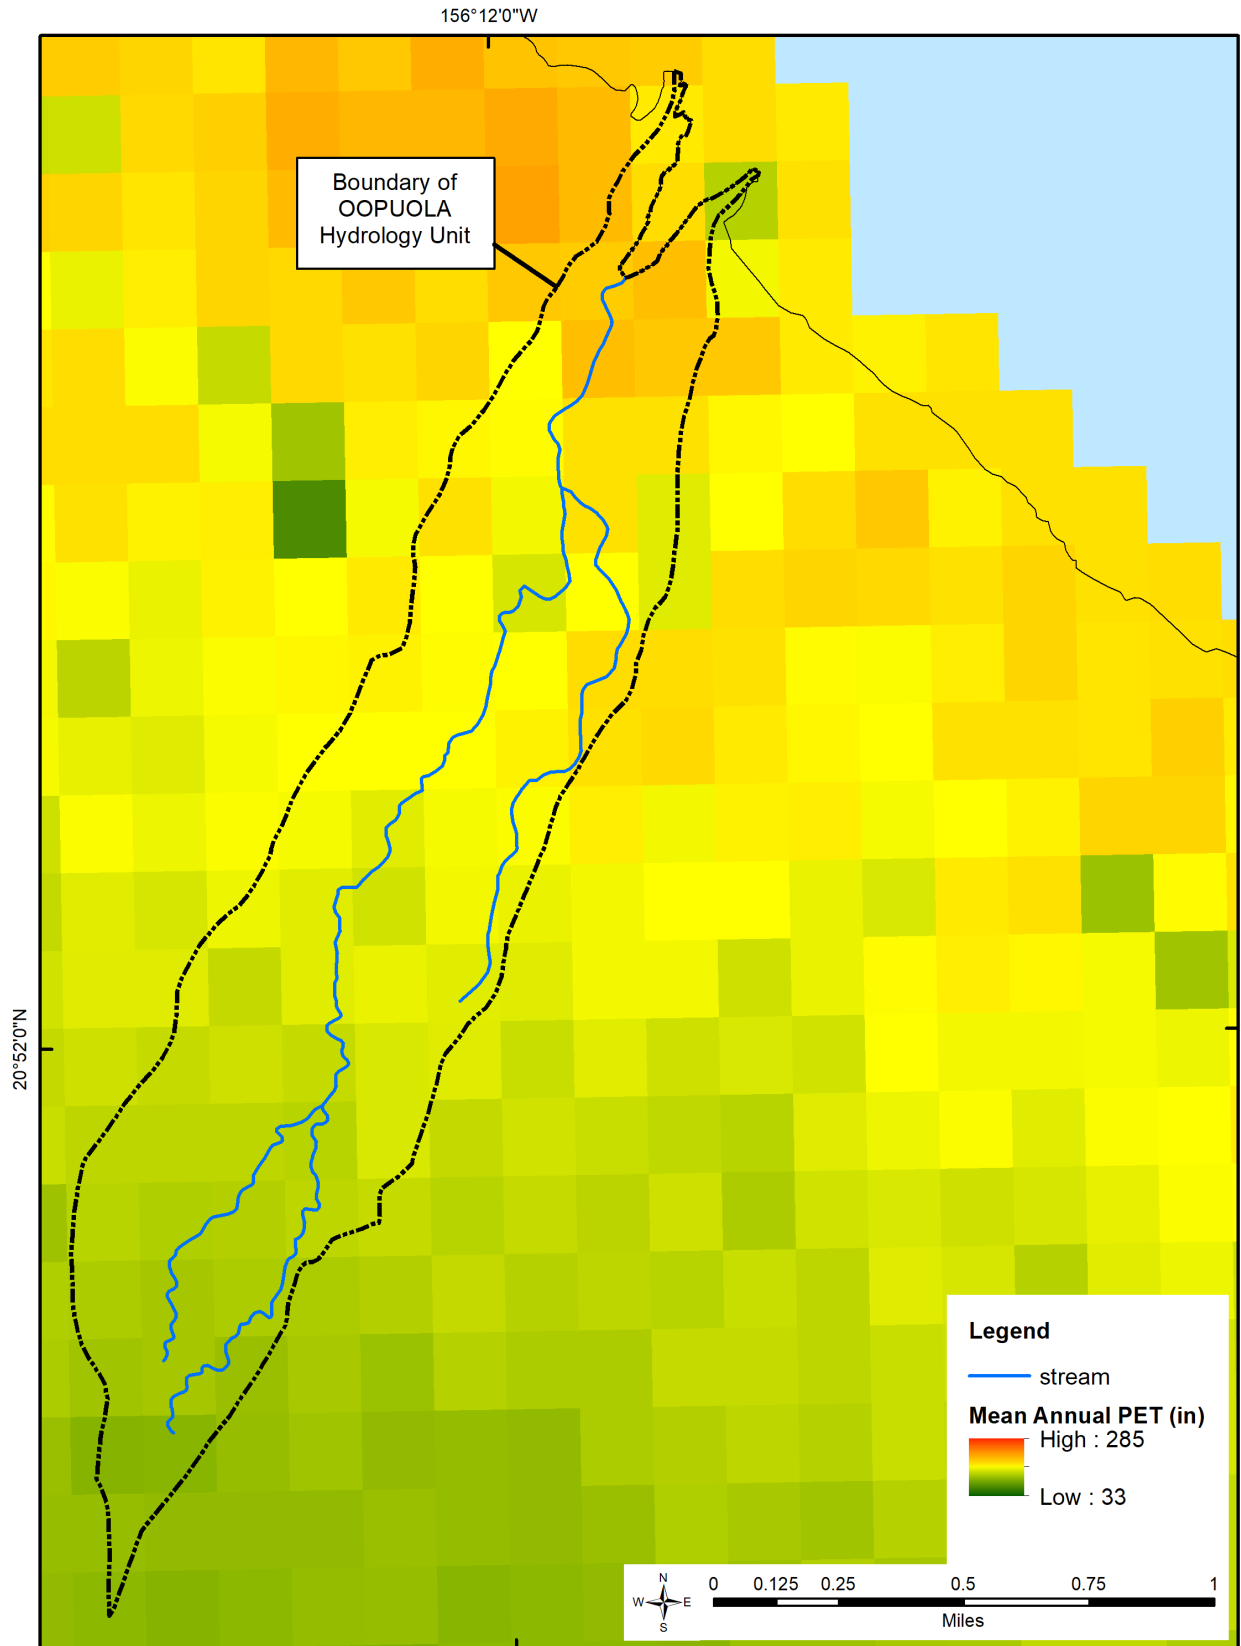 156°12'0"W
Boundary of
OOPUOLA
Hydrology Unit
20°52'0"N
Legend
stream
Mean Annual PET (in)
High : 285
Low : 33
N
W E
S
0 0.125 0.25 0.5 0.75 1
Miles